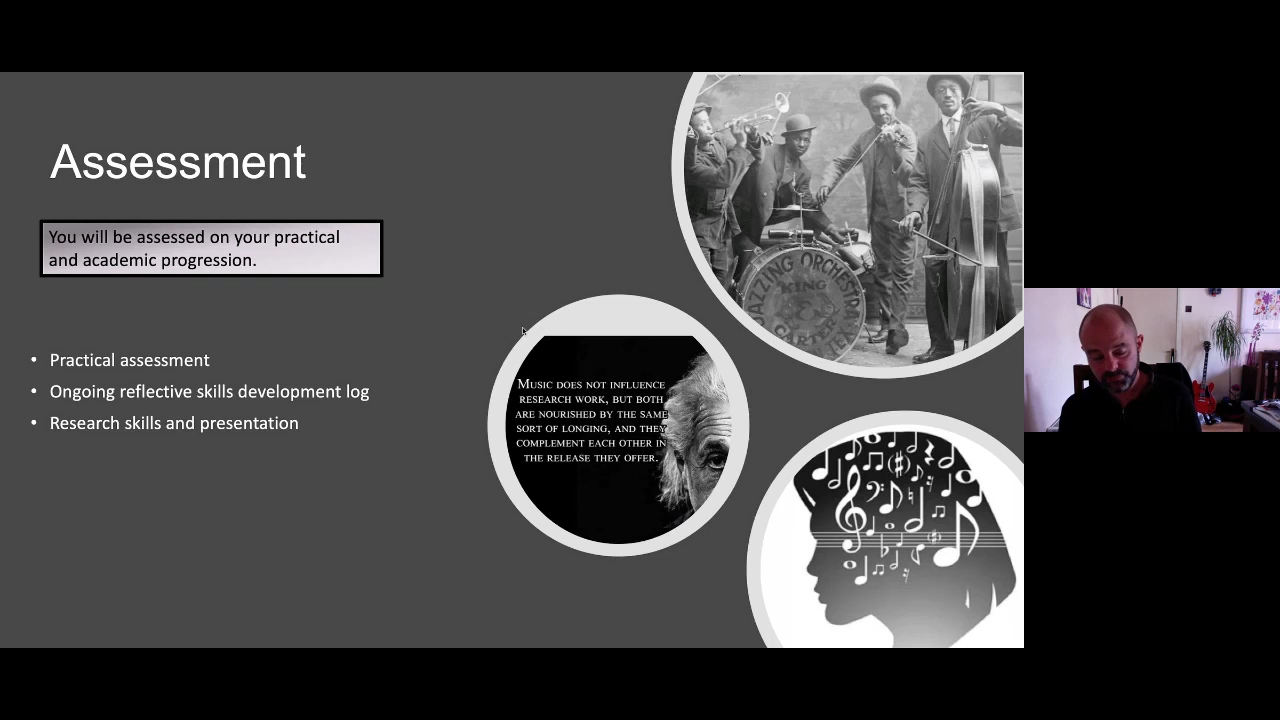 Assessment
You will be assessed on your practical
and academic progression.
• Practical assessment
• Ongoing reflective skills development log
• Research skills and presentation
MUSIC DOES NOT INFLUENCE
RESEARCH WORK, BUT BOTH
ARE NOURISHED BY THE SAME
SORT OF LONGING, AND THEY
COMPLEMENT EACH OTHER IN
THE RELEASE THEY OFFER.
JAZZING ORCHESTRA
KING
CARTER